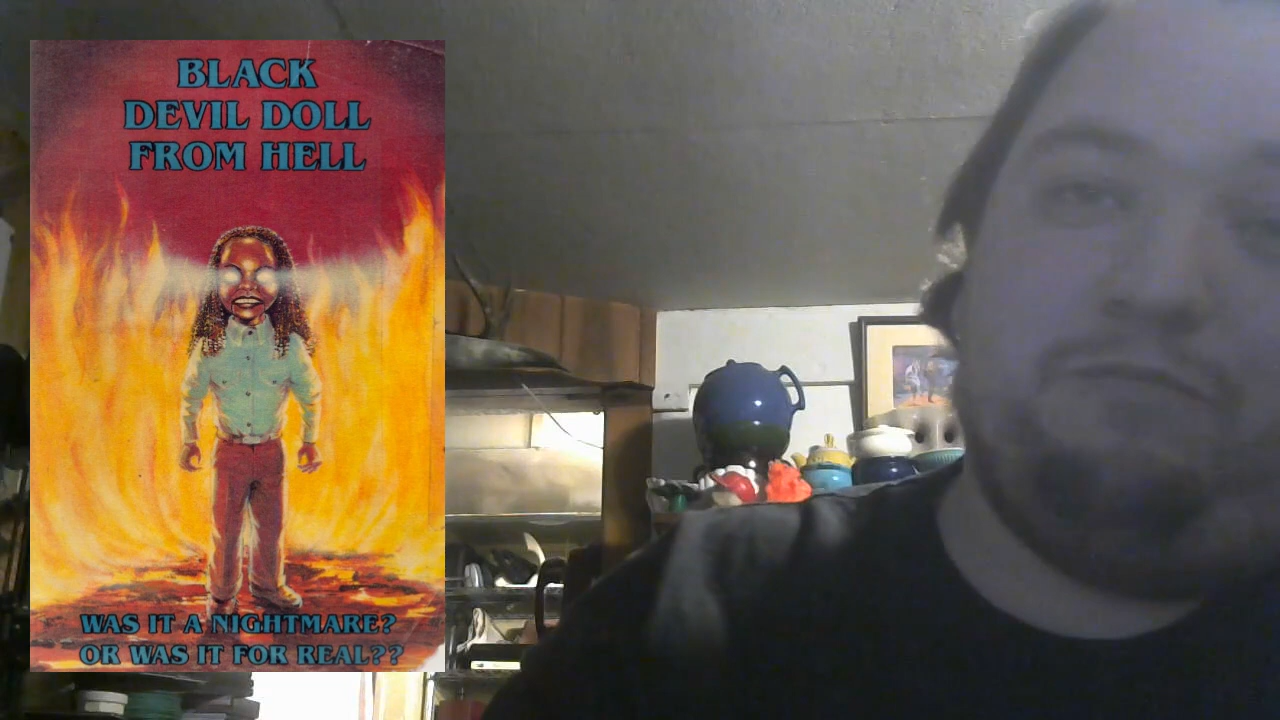 BLACK
DEVIL DOLL
FROM HELL
WAS IT A NIGHTMARE?
OR WAS IT FOR REAL??